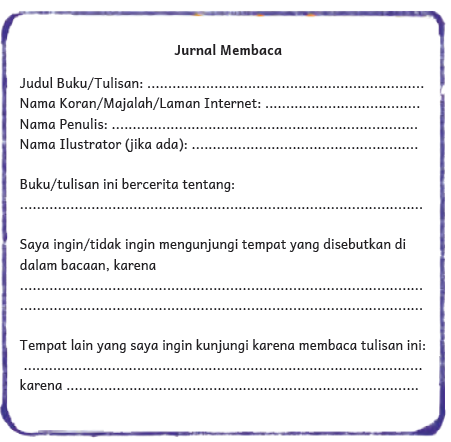 Jurnal Membaca
Judul Buku/Tulisan: ..................................................................
Nama Koran/Majalah/Laman Internet: .....................................
Nama Penulis: .........................................................................
Nama Ilustrator (jika ada): ......................................................
Buku/tulisan ini bercerita tentang:
................................................................................................
Saya ingin/tidak ingin mengunjungi tempat yang disebutkan di
dalam bacaan, karena
................................................................................................
................................................................................................
Tempat lain yang saya ingin kunjungi karena membaca tulisan ini:
...............................................................................................
karena ....................................................................................